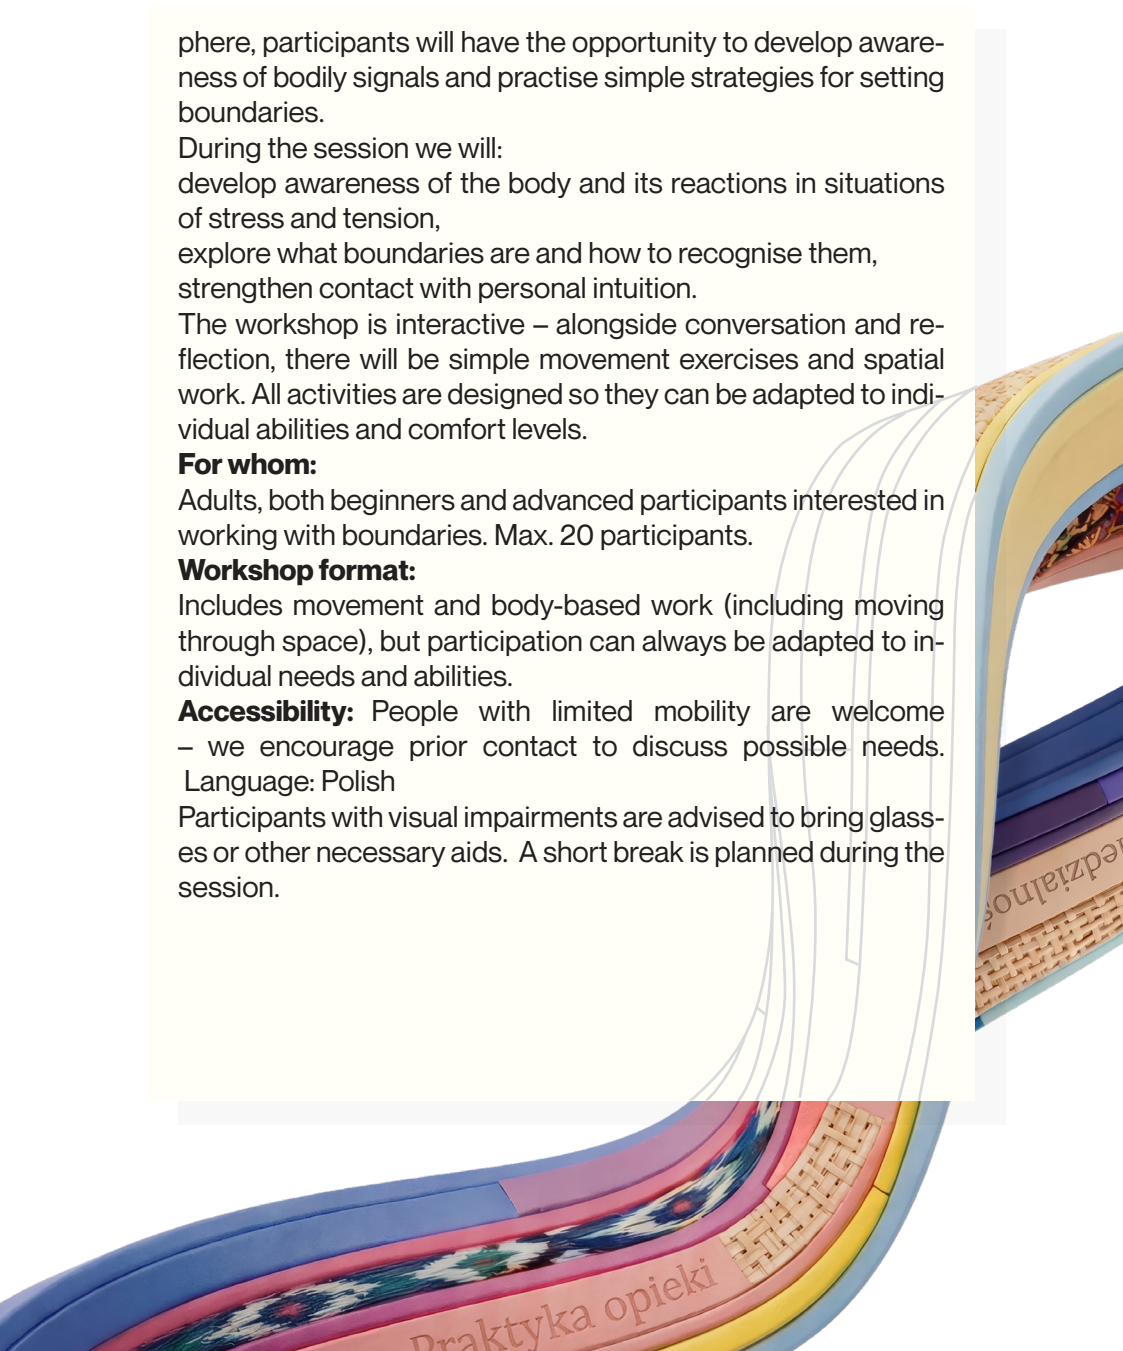 phere, participants will have the opportunity to develop aware-
ness of bodily signals and practise simple strategies for setting
boundaries.
During the session we will:
develop awareness of the body and its reactions in situations
of stress and tension,
explore what boundaries are and how to recognise them,
strengthen contact with personal intuition.
The workshop is interactive – alongside conversation and re-
flection, there will be simple movement exercises and spatial
work. All activities are designed so they can be adapted to indi-
vidual abilities and comfort levels.
For whom:
Adults, both beginners and advanced participants interested in
working with boundaries. Max. 20 participants.
Workshop format:
Includes movement and body-based work (including moving
through space), but participation can always be adapted to in-
dividual needs and abilities.
Accessibility: People with limited mobility are welcome
– we encourage prior contact to discuss possible needs.
Language: Polish
Participants with visual impairments are advised to bring glass-
es or other necessary aids. A short break is planned during the
session.
Praktyka opieki